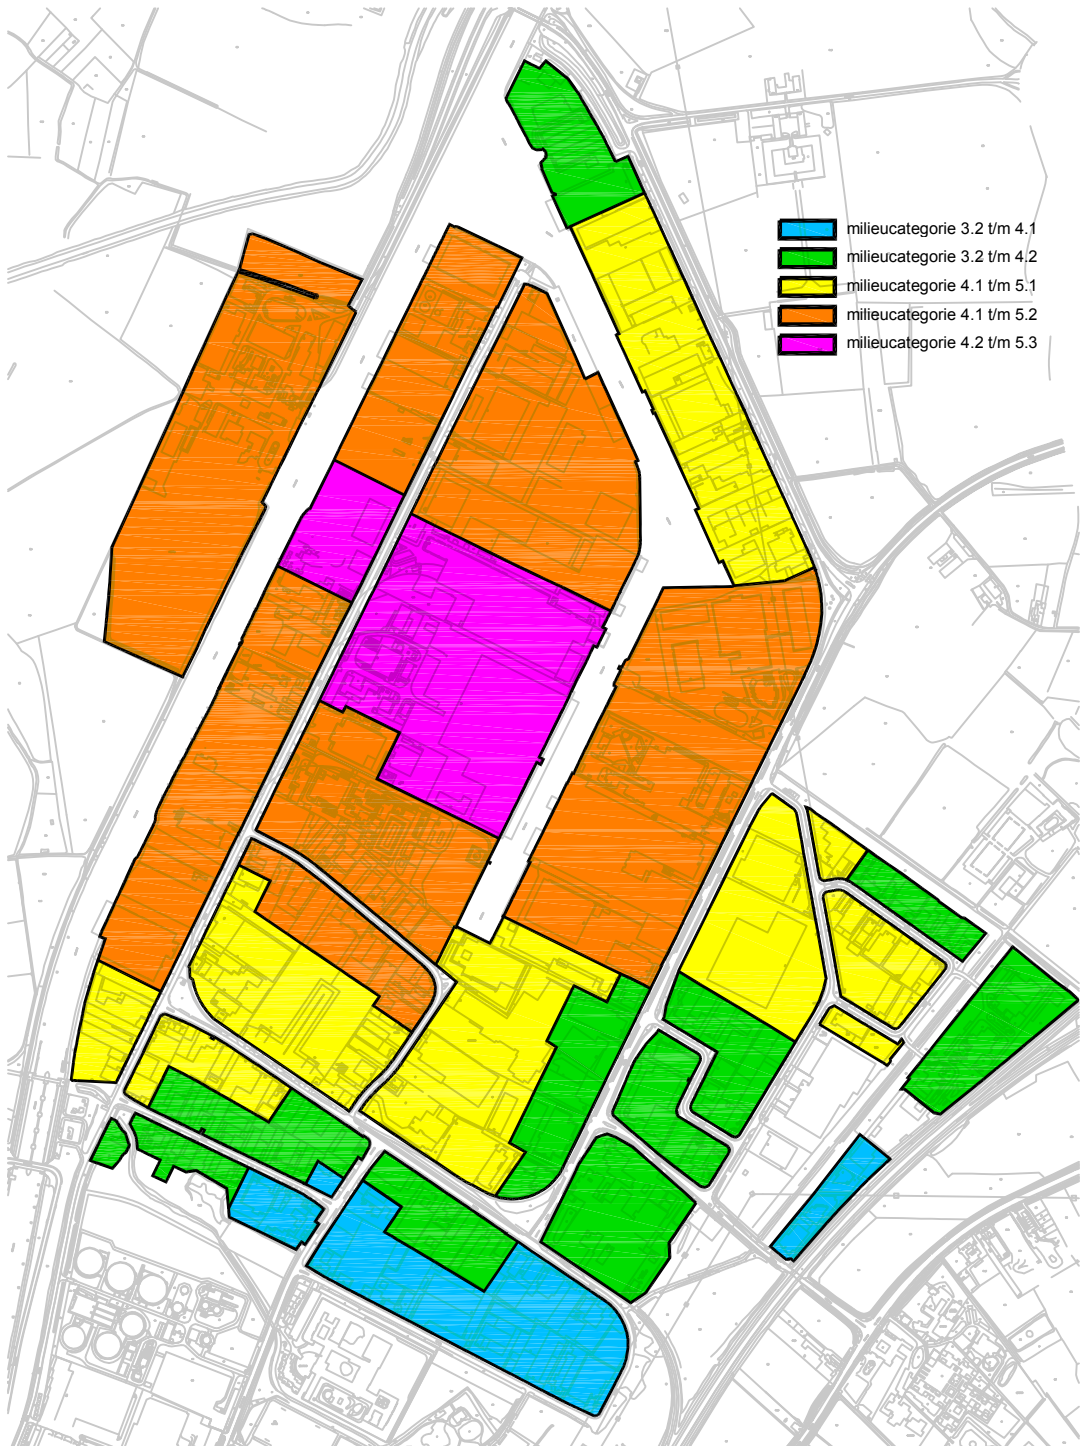 milieucategorie 3.2 t/m 4.1
milieucategorie 3.2 t/m 4.2
milieucategorie 4.1 t/m 5.1
milieucategorie 4.1 t/m 5.2
milieucategorie 4.2 t/m 5.3